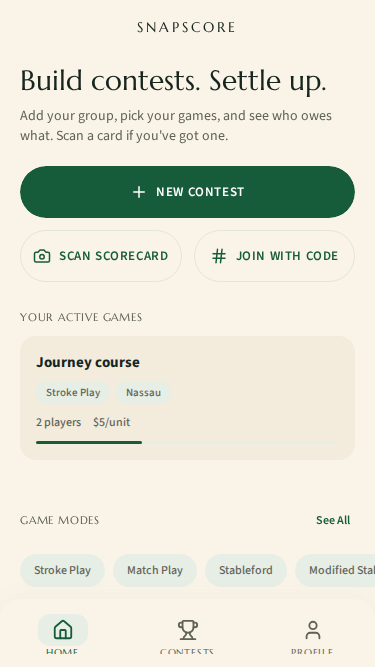 SNAPSCORE
Build contests. Settle up.
Add your group, pick your games, and see who owes
what. Scan a card if you've got one.
NEW CONTEST
SCAN SCORECARD
JOIN WITH CODE
YOUR ACTIVE GAMES
Journey course
Stroke Play Nassau
2 players $5/unit
GAME MODES See All
Stroke Play Match Play Stableford Modified
HOME CONTESTS PROFILE